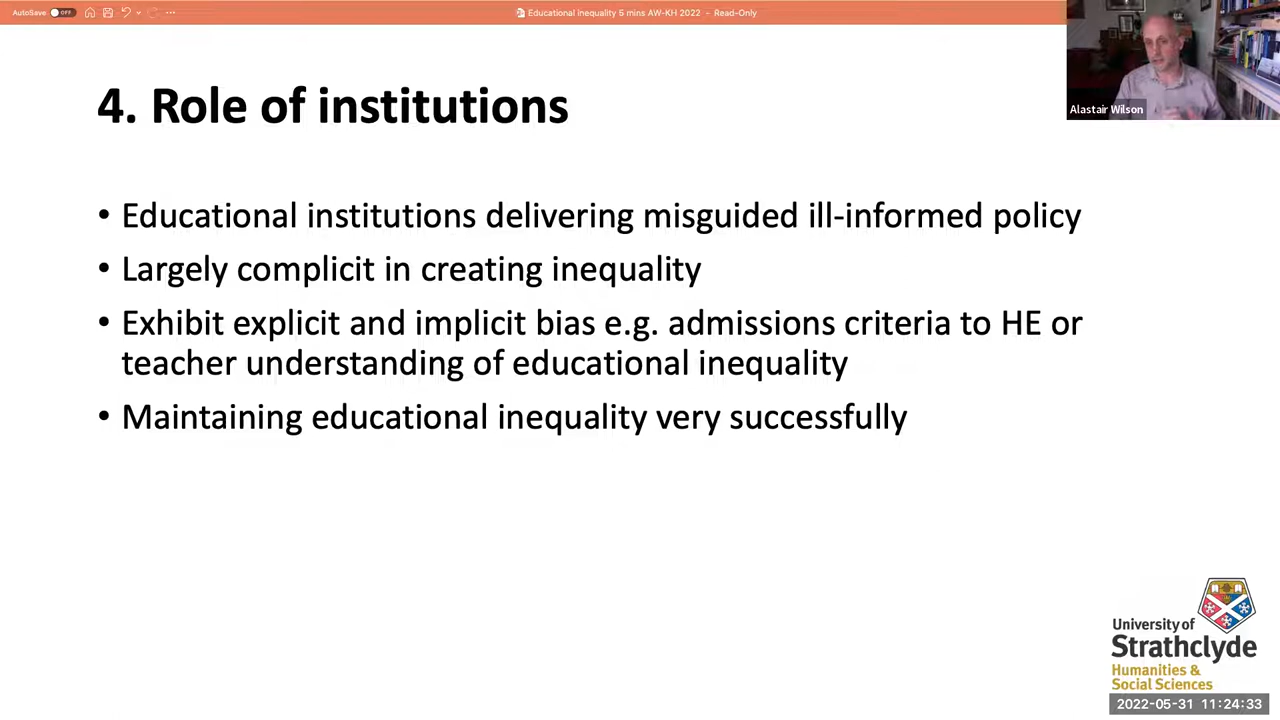 AutoSave OFF
Educational inequality 5 mins AW-KH 2022 – Read-Only
Alastair Wilson
4. Role of institutions
• Educational institutions delivering misguided ill-informed policy
• Largely complicit in creating inequality
• Exhibit explicit and implicit bias e.g. admissions criteria to HE or
teacher understanding of educational inequality
• Maintaining educational inequality very successfully
University of
Strathclyde
Humanities &
Social Sciences
2022-05-31 11:24:33